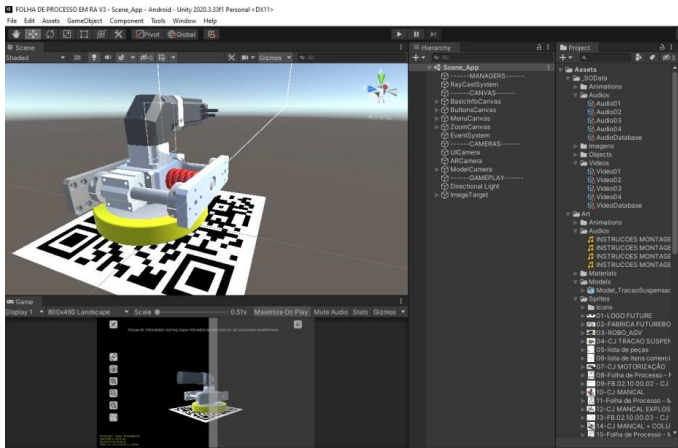 FOLHA DE PROCESSO EM RA V3 - Scene_App - Android - Unity 2020.3.33f1 Personal <DX11>
File Edit Assets GameObject Component Tools Window Help
Pivot Global
Scene
Shaded 2D Gizmos All
Hierarchy
All
Scene_App
------MANAGERS------
RayCastSystem
------CANVAS------
BasicInfoCanvas
ButtonsCanvas
MenuCanvas
ZoomCanvas
EventSystem
------CAMERAS------
UICamera
ARCamera
ModelCamera
------GAMEPLAY------
Directional Light
ImageTarget
Project
Assets
_SOData
Animations
Audios
Audio01
Audio02
Audio03
Audio04
AudioDatabase
Imagens
Objects
Videos
Video01
Video02
Video03
Video04
VideoDatabase
Art
Animations
Audios
INSTRUCOES MONTAGE
INSTRUCOES MONTAGE
INSTRUCOES MONTAGE
INSTRUCOES MONTAGE
Materials
Models
Model_TracaoSuspensao
Sprites
Icons
01-LOGO FUTURE
02-FABRICA FUTUREBO
03-ROBO_AGV
04-CJ TRACAO SUSPEN
05-lista de peças
06-lista de itens comerci
07-CJ MOTORIZAÇÃO
08-Folha de Processo - M
09-FB.02.10.00.02 - CJ
10-CJ MANCAL
11-Folha de Processo - M
12-CJ MANCAL EXPLOS
13-FB.02.10.00.03 - CJ
14-CJ MANCAL + COLU
15-Folha de Processo - M
Game
Display 1 800x480 Landscape Scale 0.51x Maximize On Play Mute Audio Stats Gizmos